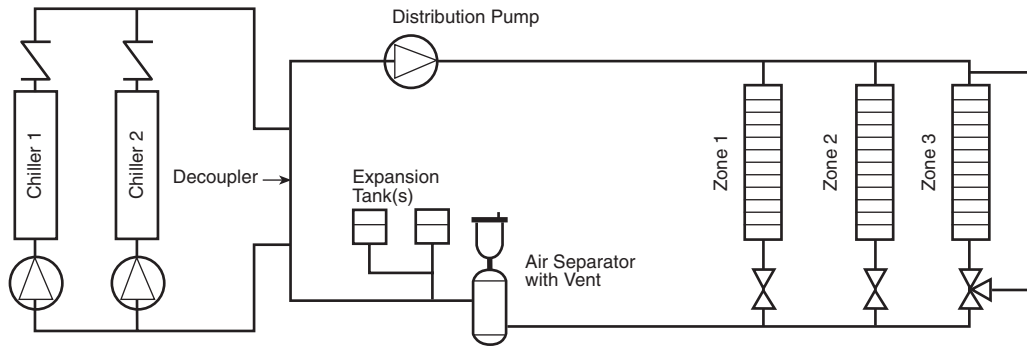 Distribution Pump
Chiller 1
Chiller 2
Decoupler
Expansion
Tank(s)
Air Separator
with Vent
Zone 1
Zone 2
Zone 3